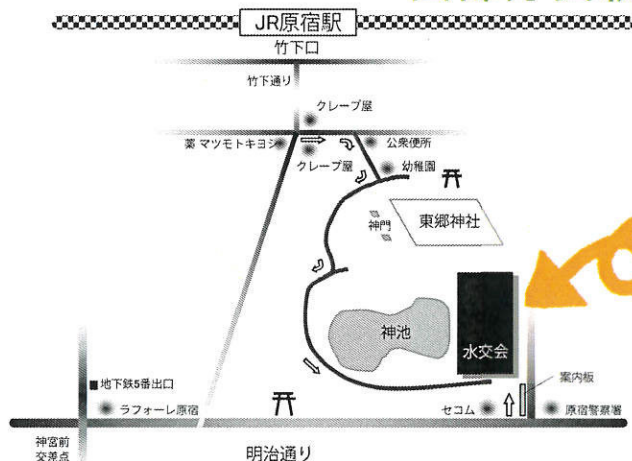 JR原宿駅
竹下口
竹下通り
クレープ屋
薬 マツモトキヨシ
公衆便所
クレープ屋
幼稚園
神門
東郷神社
神池
水交会
案内板
地下鉄5番出口
ラフォーレ原宿
セコム
原宿警察署
神宮前
交差点
明治通り